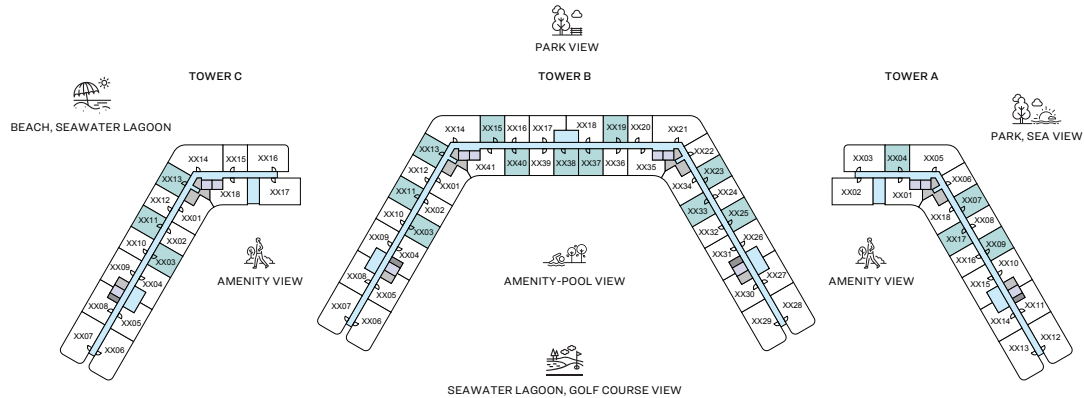 PARK VIEW
TOWER C
TOWER B
TOWER A
BEACH, SEAWATER LAGOON
PARK, SEA VIEW
XX14
XX15
XX16
XX13
XX12
XX11
XX10
XX09
XX08
XX07
XX18
XX17
XX01
XX02
XX03
XX04
XX05
XX06
AMENITY VIEW
XX14
XX15
XX16
XX17
XX18
XX19
XX20
XX21
XX13
XX12
XX11
XX10
XX09
XX08
XX07
XX41
XX40
XX39
XX38
XX37
XX36
XX35
XX01
XX02
XX03
XX04
XX05
XX06
XX22
XX23
XX24
XX25
XX26
XX27
XX28
XX34
XX33
XX32
XX31
XX30
XX29
AMENITY-POOL VIEW
XX03
XX04
XX05
XX02
XX01
XX06
XX07
XX08
XX09
XX10
XX11
XX12
XX18
XX17
XX16
XX15
XX14
XX13
AMENITY VIEW
SEAWATER LAGOON, GOLF COURSE VIEW